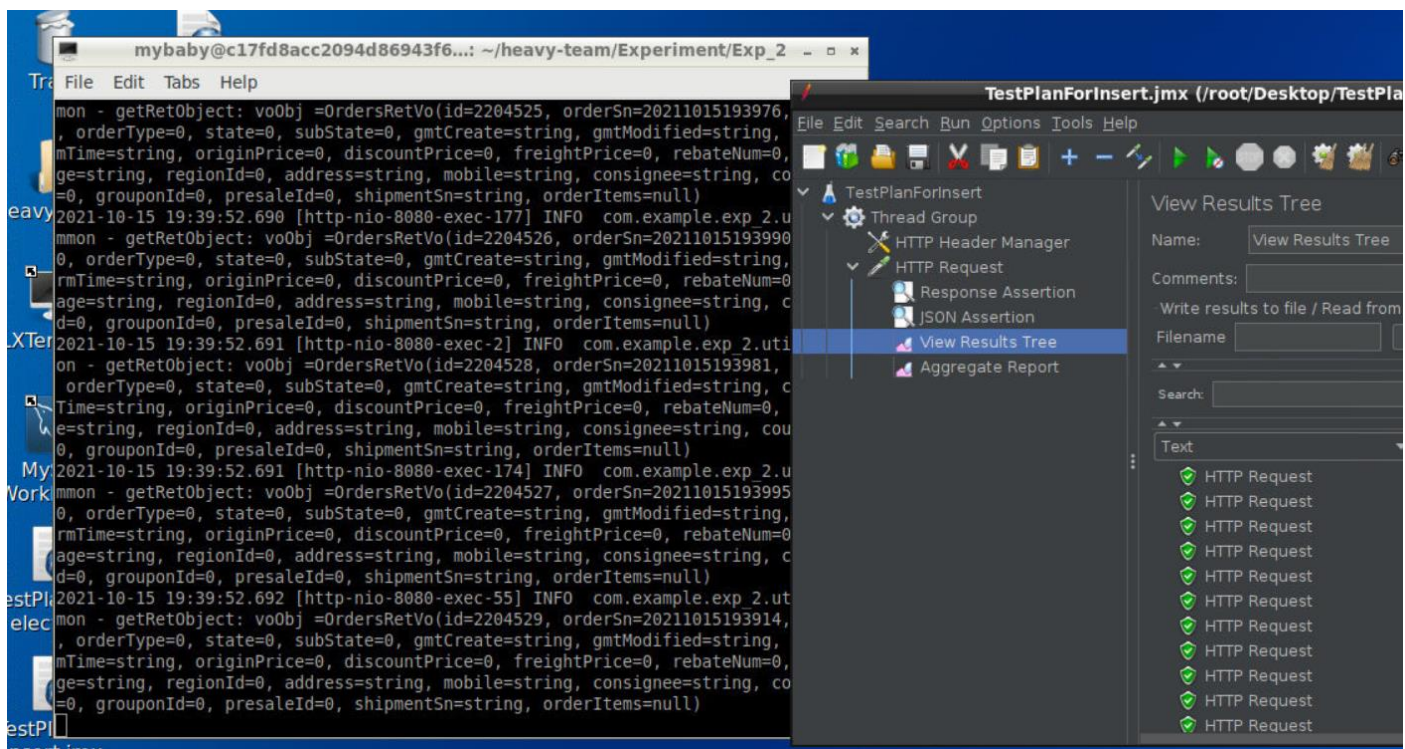 Tra
eavy
LXTer
My
Work
estPla
elec
estPl
mybaby@c17fd8acc2094d86943f6...: ~/heavy-team/Experiment/Exp_2
File Edit Tabs Help
mon - getRetObject: voObj =OrdersRetVo(id=2204525, orderSn=20211015193976,
, orderType=0, state=0, subState=0, gmtCreate=string, gmtModified=string,
mTime=string, originPrice=0, discountPrice=0, freightPrice=0, rebateNum=0,
ge=string, regionId=0, address=string, mobile=string, consignee=string, co
=0, grouponId=0, presaleId=0, shipmentSn=string, orderItems=null)
2021-10-15 19:39:52.690 [http-nio-8080-exec-177] INFO com.example.exp_2.u
mmon - getRetObject: voObj =OrdersRetVo(id=2204526, orderSn=20211015193990
0, orderType=0, state=0, subState=0, gmtCreate=string, gmtModified=string,
rmTime=string, originPrice=0, discountPrice=0, freightPrice=0, rebateNum=0
age=string, regionId=0, address=string, mobile=string, consignee=string, c
d=0, grouponId=0, presaleId=0, shipmentSn=string, orderItems=null)
2021-10-15 19:39:52.691 [http-nio-8080-exec-2] INFO com.example.exp_2.uti
on - getRetObject: voObj =OrdersRetVo(id=2204528, orderSn=20211015193981,
orderType=0, state=0, subState=0, gmtCreate=string, gmtModified=string, c
Time=string, originPrice=0, discountPrice=0, freightPrice=0, rebateNum=0,
e=string, regionId=0, address=string, mobile=string, consignee=string, cou
0, grouponId=0, presaleId=0, shipmentSn=string, orderItems=null)
2021-10-15 19:39:52.691 [http-nio-8080-exec-174] INFO com.example.exp_2.u
mmon - getRetObject: voObj =OrdersRetVo(id=2204527, orderSn=20211015193995
0, orderType=0, state=0, subState=0, gmtCreate=string, gmtModified=string,
rmTime=string, originPrice=0, discountPrice=0, freightPrice=0, rebateNum=0
age=string, regionId=0, address=string, mobile=string, consignee=string, c
d=0, grouponId=0, presaleId=0, shipmentSn=string, orderItems=null)
2021-10-15 19:39:52.692 [http-nio-8080-exec-55] INFO com.example.exp_2.ut
mon - getRetObject: voObj =OrdersRetVo(id=2204529, orderSn=20211015193914,
, orderType=0, state=0, subState=0, gmtCreate=string, gmtModified=string,
mTime=string, originPrice=0, discountPrice=0, freightPrice=0, rebateNum=0,
ge=string, regionId=0, address=string, mobile=string, consignee=string, co
=0, grouponId=0, presaleId=0, shipmentSn=string, orderItems=null)
TestPlanForInsert.jmx (/root/Desktop/TestPla
File Edit Search Run Options Tools Help
TestPlanForInsert
Thread Group
HTTP Header Manager
HTTP Request
Response Assertion
JSON Assertion
View Results Tree
Aggregate Report
View Results Tree
Name: View Results Tree
Comments:
Write results to file / Read from
Filename
Search:
Text
HTTP Request
HTTP Request
HTTP Request
HTTP Request
HTTP Request
HTTP Request
HTTP Request
HTTP Request
HTTP Request
HTTP Request
HTTP Request